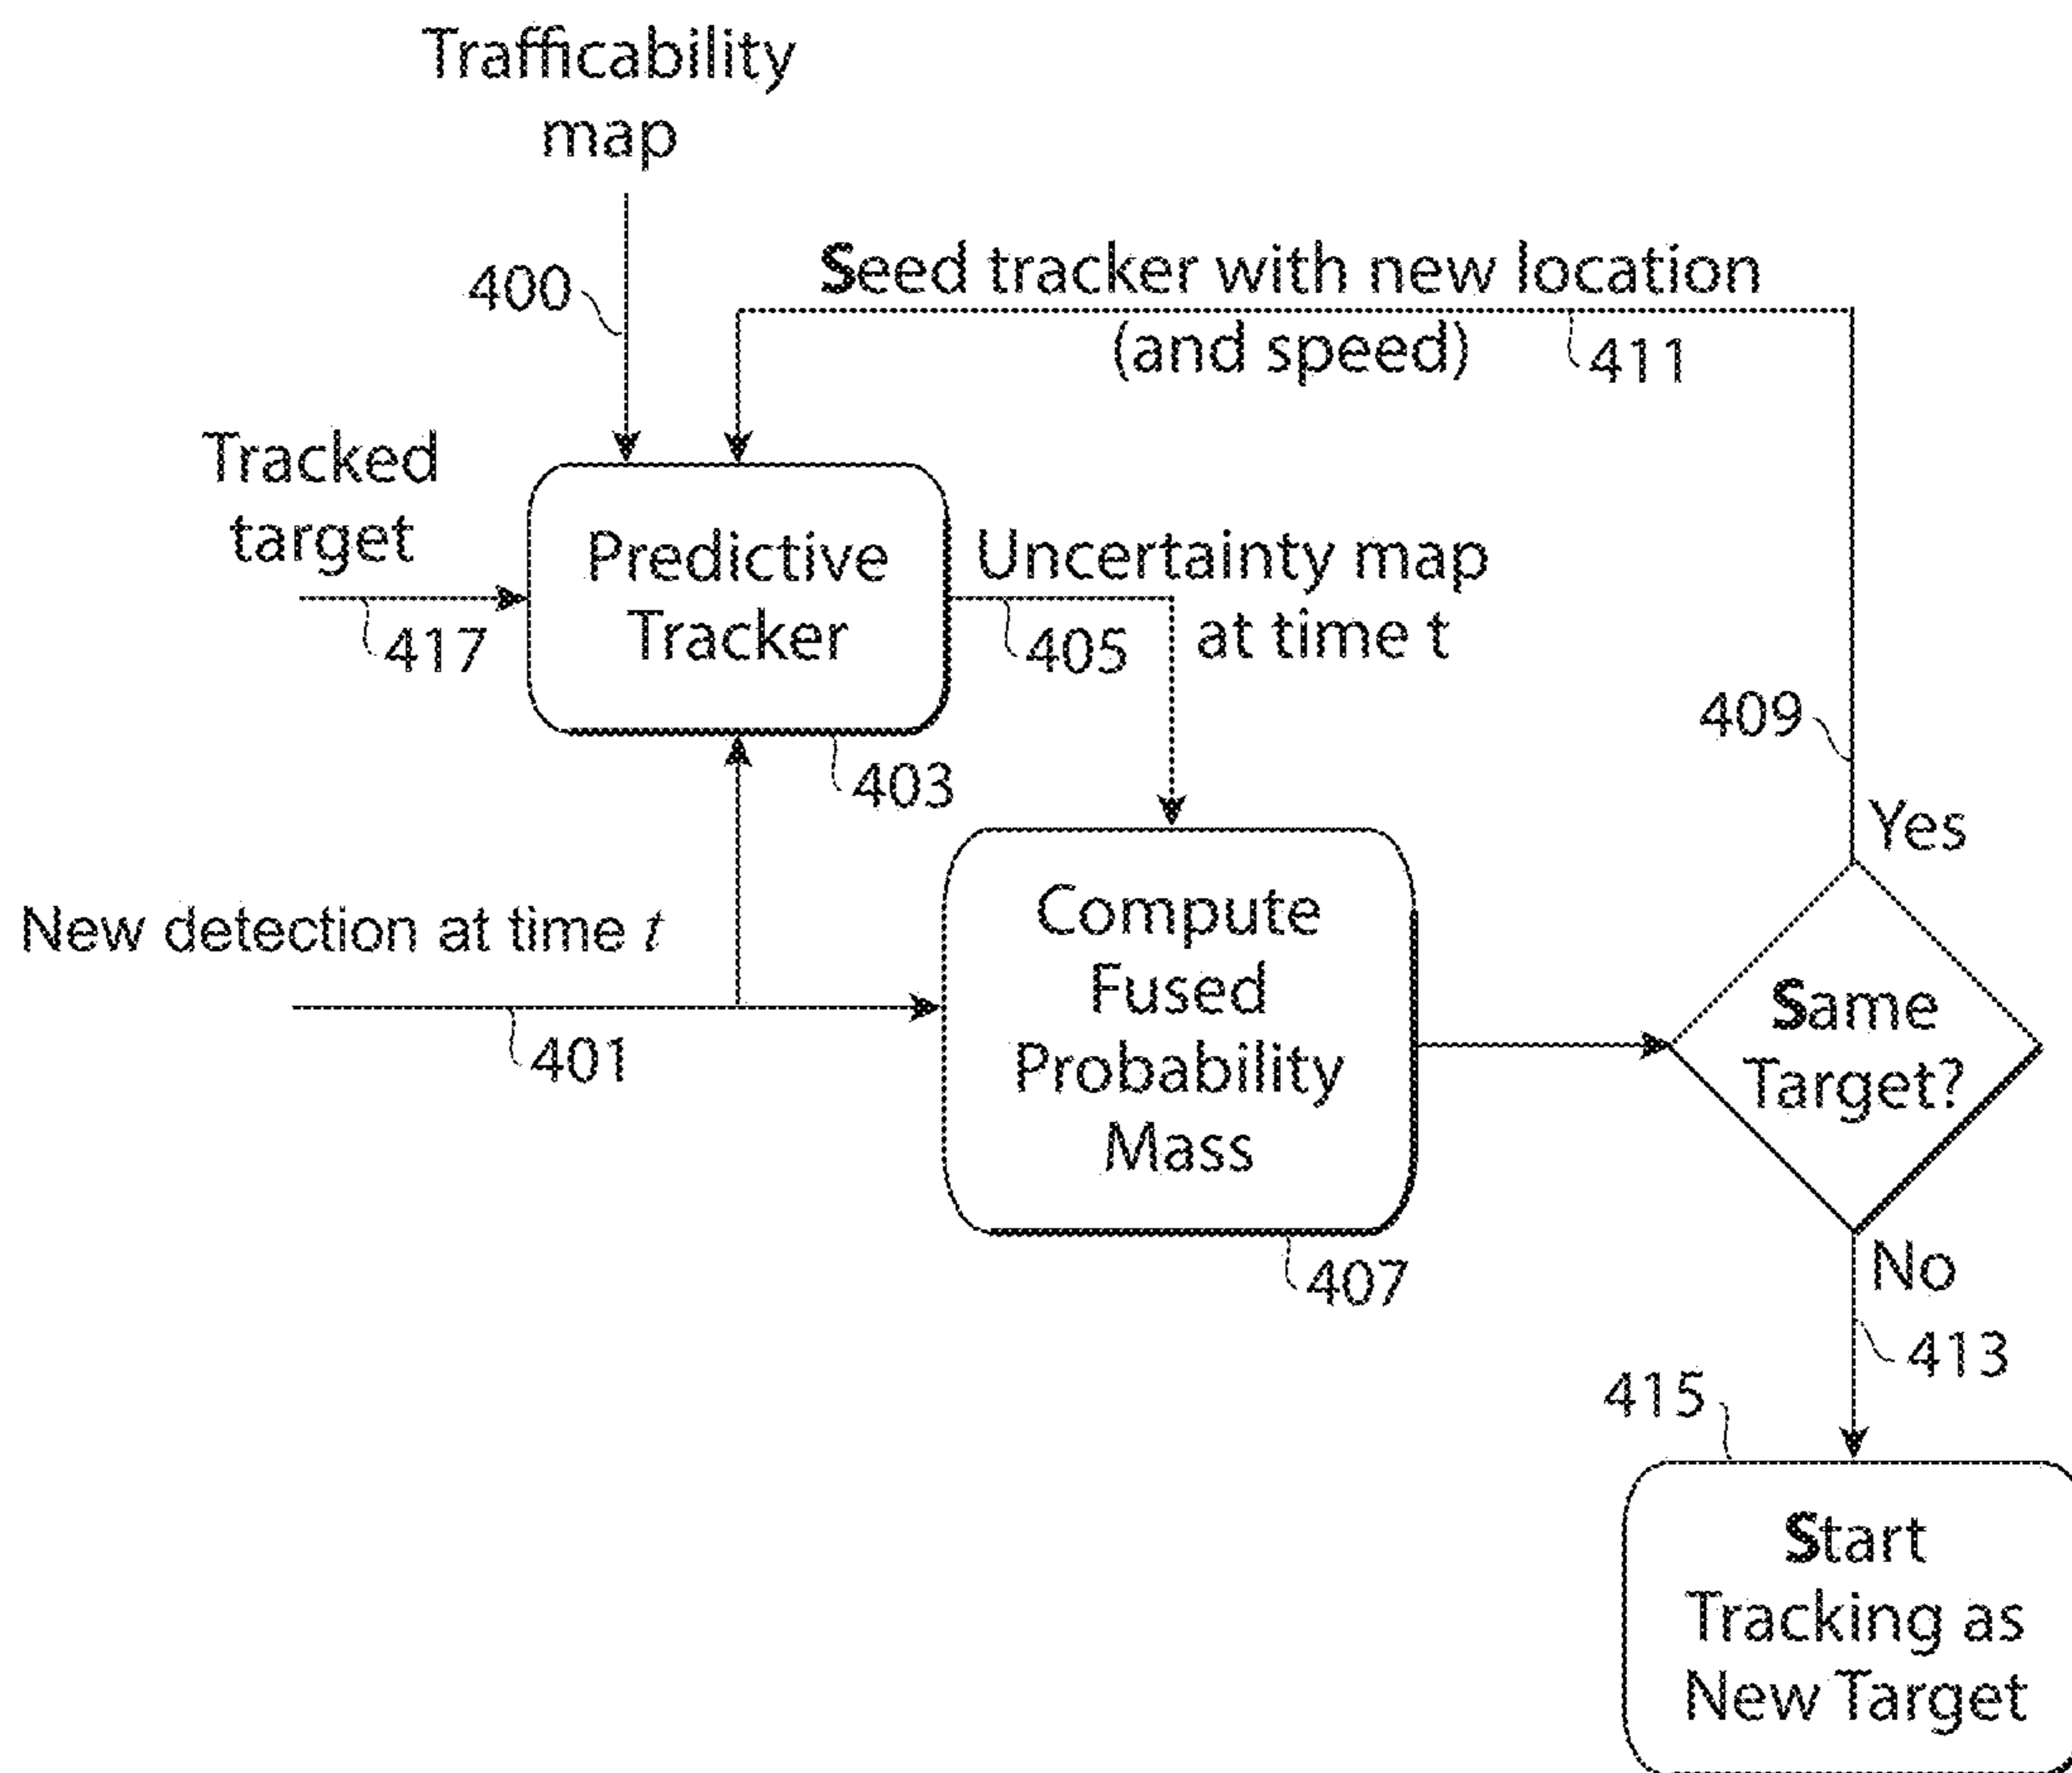 Trafficability
map
400
Seed tracker with new location
(and speed)
411
Tracked
target
417
Predictive
Tracker
403
Uncertainty map
at time t
405
409
Yes
New detection at time t
401
Compute
Fused
Probability
Mass
407
Same
Target?
No
413
415
Start
Tracking as
New Target